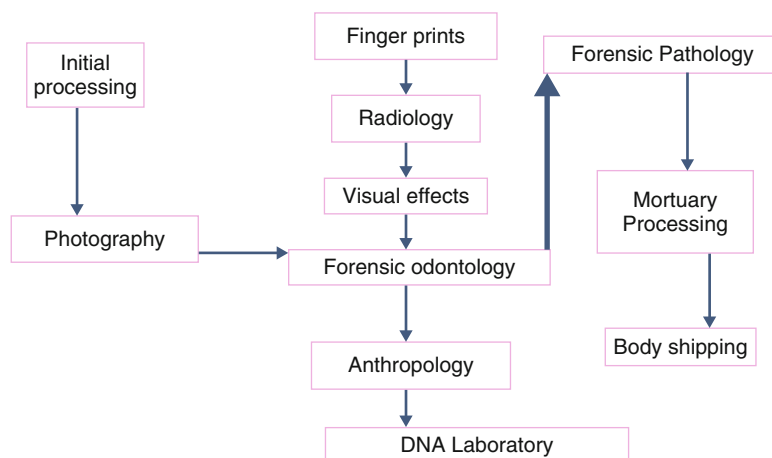 Initial
processing
Photography
Finger prints
Radiology
Visual effects
Forensic odontology
Anthropology
DNA Laboratory
Forensic Pathology
Mortuary
Processing
Body shipping